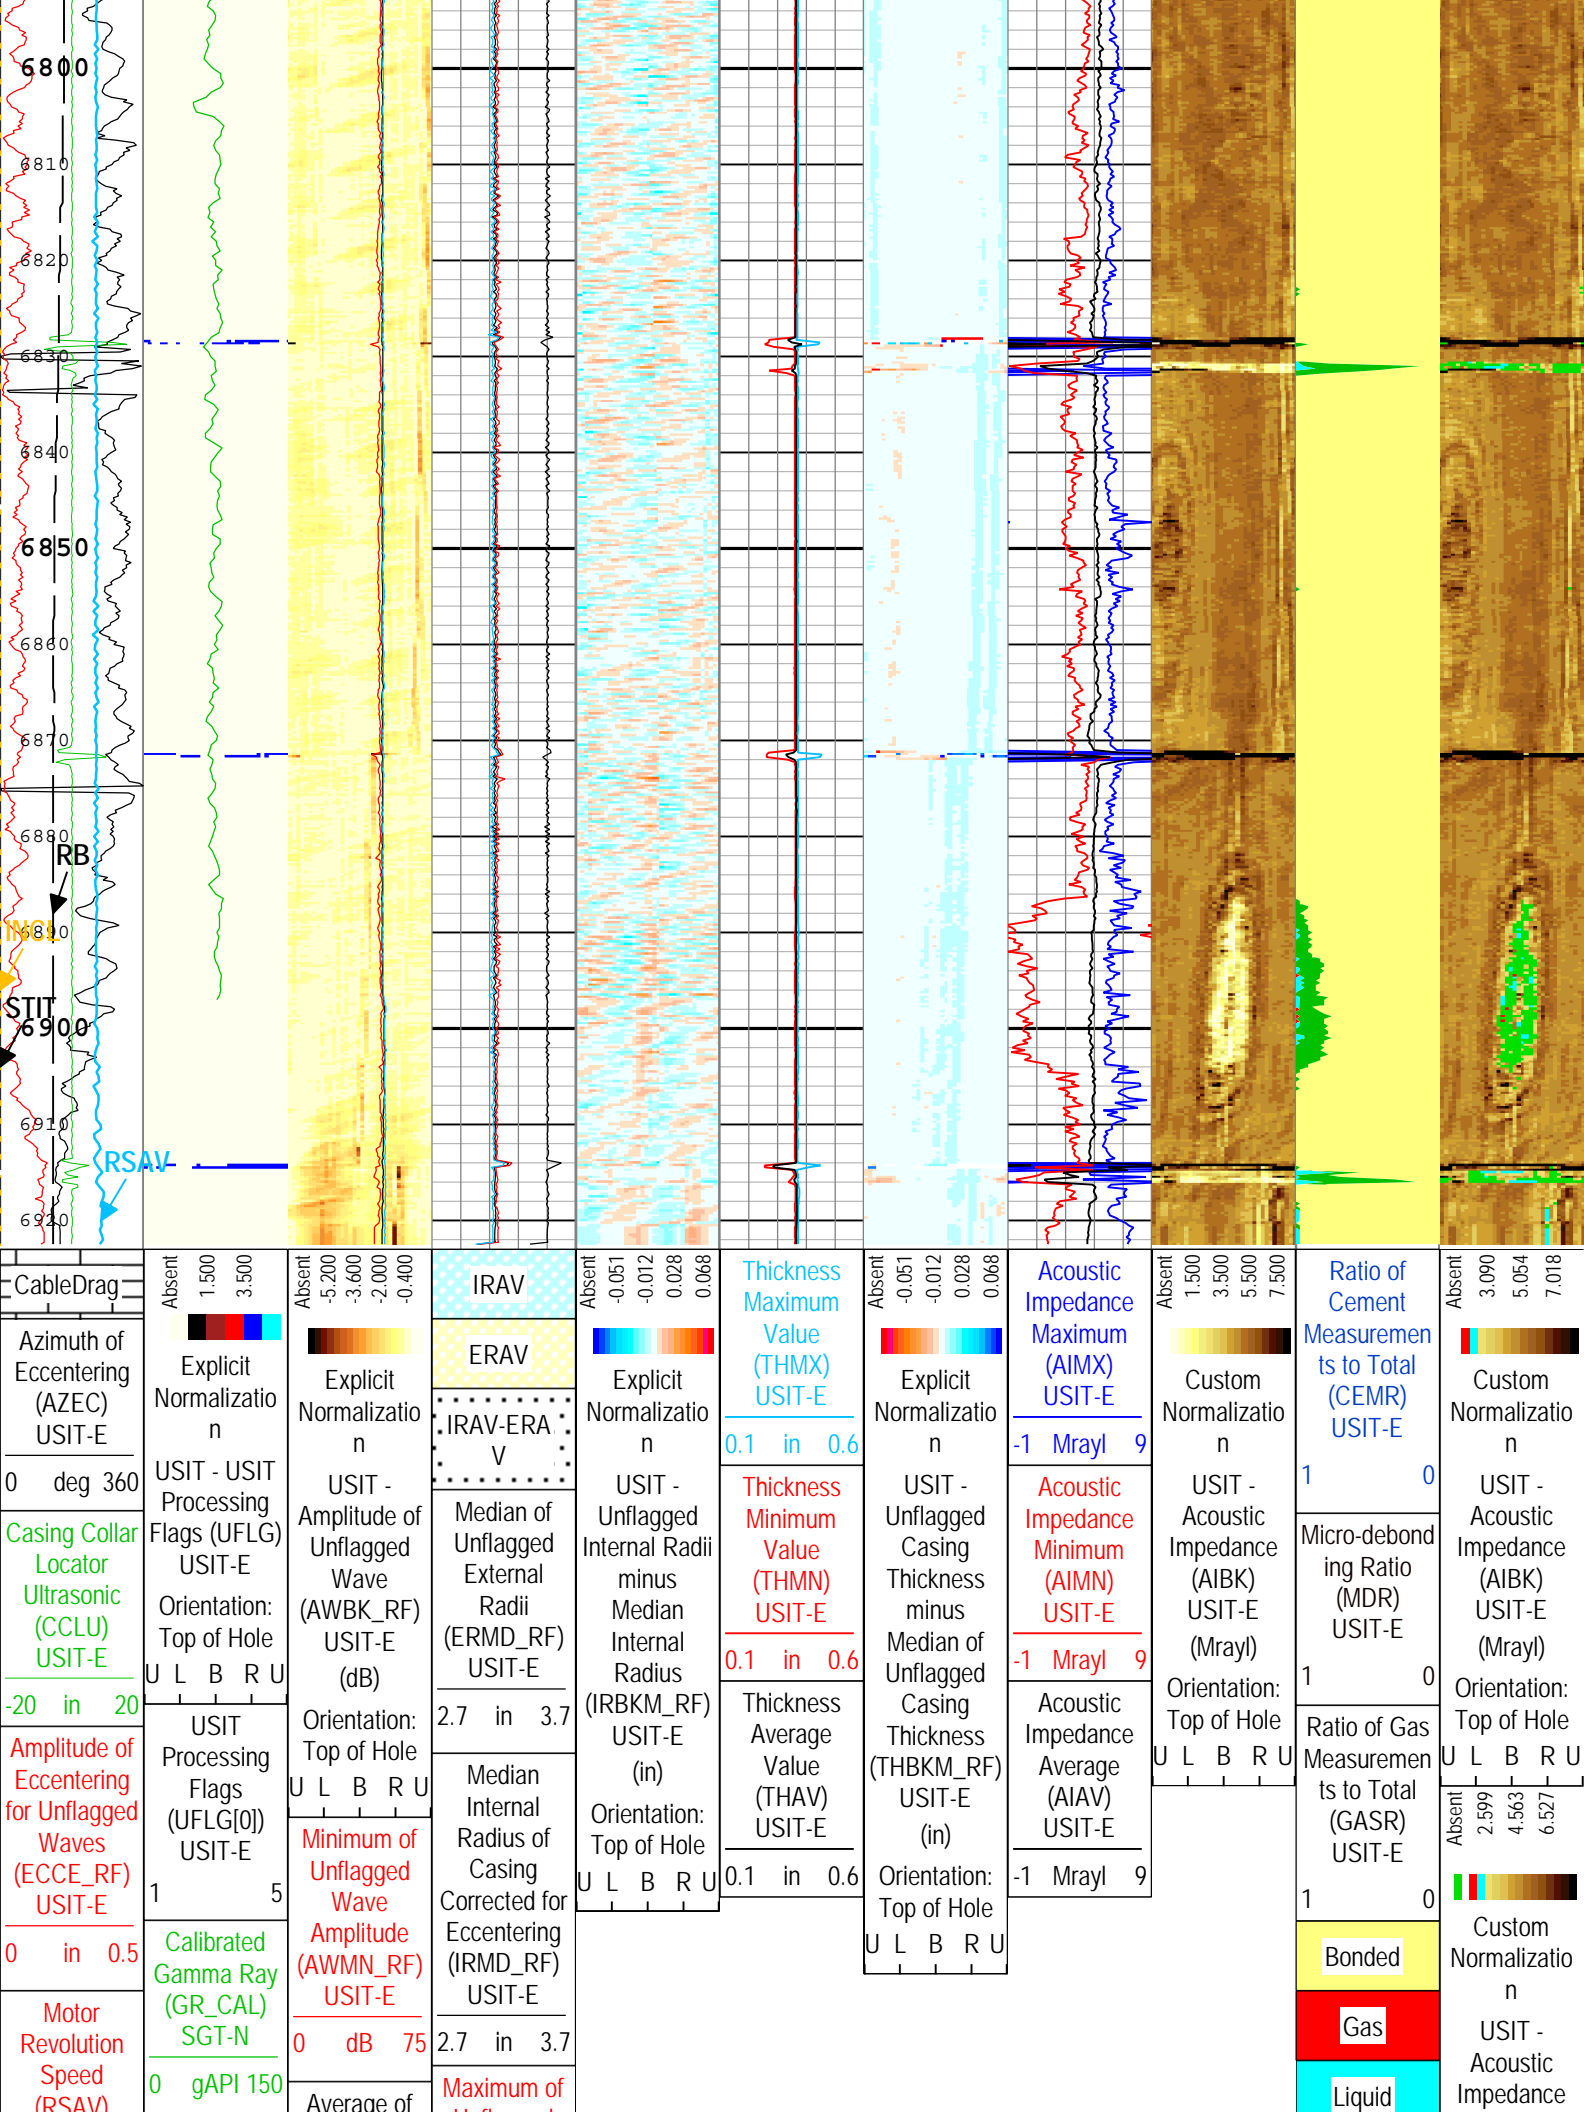 6800
6810
6820
6830
6840
6850
6860
6870
6880
RB
INCL
6890
STIT
6900
6910
RSAV
6920
CableDrag
Azimuth of
Eccentering
(AZEC)
USIT-E
0 deg 360
Casing Collar
Locator
Ultrasonic
(CCLU)
USIT-E
-20 in 20
Amplitude of
Eccentering
for Unflagged
Waves
(ECCE_RF)
USIT-E
0 in 0.5
Motor
Revolution
Speed
(RSAV)
Absent
1.500
3.500
Explicit
Normalizatio
n
USIT - USIT
Processing
Flags (UFLG)
USIT-E
Orientation:
Top of Hole
U L B R U
USIT
Processing
Flags
(UFLG[0])
USIT-E
1 5
Calibrated
Gamma Ray
(GR_CAL)
SGT-N
0 gAPI 150
Absent
-5.200
-3.600
-2.000
-0.400
Explicit
Normalizatio
n
USIT -
Amplitude of
Unflagged
Wave
(AWBK_RF)
USIT-E
(dB)
Orientation:
Top of Hole
U L B R U
Minimum of
Unflagged
Wave
Amplitude
(AWMN_RF)
USIT-E
0 dB 75
Average of
IRAV
ERAV
IRAV-ERA
V
Median of
Unflagged
External
Radii
(ERMD_RF)
USIT-E
2.7 in 3.7
Median
Internal
Radius of
Casing
Corrected for
Eccentering
(IRMD_RF)
USIT-E
2.7 in 3.7
Maximum of
Absent
-0.051
-0.012
0.028
0.068
Explicit
Normalizatio
n
USIT -
Unflagged
Internal Radii
minus
Median
Internal
Radius
(IRBKM_RF)
USIT-E
(in)
Orientation:
Top of Hole
U L B R U
Thickness
Maximum
Value
(THMX)
USIT-E
0.1 in 0.6
Thickness
Minimum
Value
(THMN)
USIT-E
0.1 in 0.6
Thickness
Average
Value
(THAV)
USIT-E
0.1 in 0.6
Absent
-0.051
-0.012
0.028
0.068
Explicit
Normalizatio
n
USIT -
Unflagged
Casing
Thickness
minus
Median of
Unflagged
Casing
Thickness
(THBKM_RF)
USIT-E
(in)
Orientation:
Top of Hole
U L B R U
Acoustic
Impedance
Maximum
(AIMX)
USIT-E
-1 Mrayl 9
Acoustic
Impedance
Minimum
(AIMN)
USIT-E
-1 Mrayl 9
Acoustic
Impedance
Average
(AIAV)
USIT-E
-1 Mrayl 9
Absent
1.500
3.500
5.500
7.500
Custom
Normalizatio
n
USIT -
Acoustic
Impedance
(AIBK)
USIT-E
(Mrayl)
Orientation:
Top of Hole
U L B R U
Ratio of
Cement
Measuremen
ts to Total
(CEMR)
USIT-E
1 0
Micro-debond
ing Ratio
(MDR)
USIT-E
1 0
Ratio of Gas
Measuremen
ts to Total
(GASR)
USIT-E
1 0
Bonded
Gas
Liquid
Absent
3.090
5.054
7.018
Custom
Normalizatio
n
USIT -
Acoustic
Impedance
(AIBK)
USIT-E
(Mrayl)
Orientation:
Top of Hole
U L B R U
Absent
2.599
4.563
6.527
Custom
Normalizatio
n
USIT -
Acoustic
Impedance